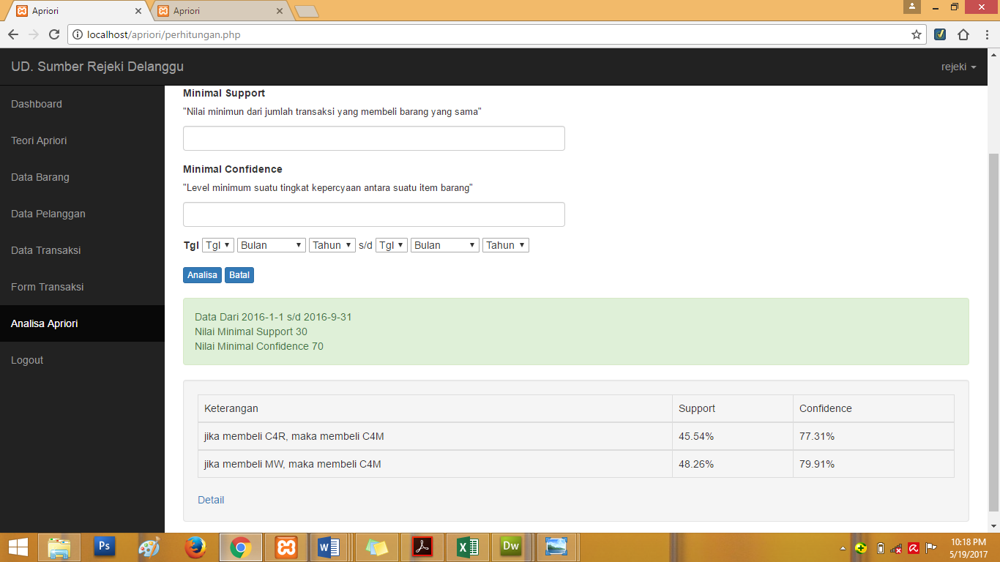 Apriori
Apriori
localhost/apriori/perhitungan.php
UD. Sumber Rejeki Delanggu
rejeki
Dashboard
Teori Apriori
Data Barang
Data Pelanggan
Data Transaksi
Form Transaksi
Analisa Apriori
Logout
Minimal Support
"Nilai minimun dari jumlah transaksi yang membeli barang yang sama"
Minimal Confidence
"Level minimum suatu tingkat kepercyaan antara suatu item barang"
Tgl Tgl Bulan Tahun s/d Tgl Bulan Tahun
Analisa Batal
Data Dari 2016-1-1 s/d 2016-9-31
Nilai Minimal Support 30
Nilai Minimal Confidence 70
Keterangan Support Confidence
jika membeli C4R, maka membeli C4M 45.54% 77.31%
jika membeli MW, maka membeli C4M 48.26% 79.91%
Detail
Ps
Dw
10:18 PM
5/19/2017